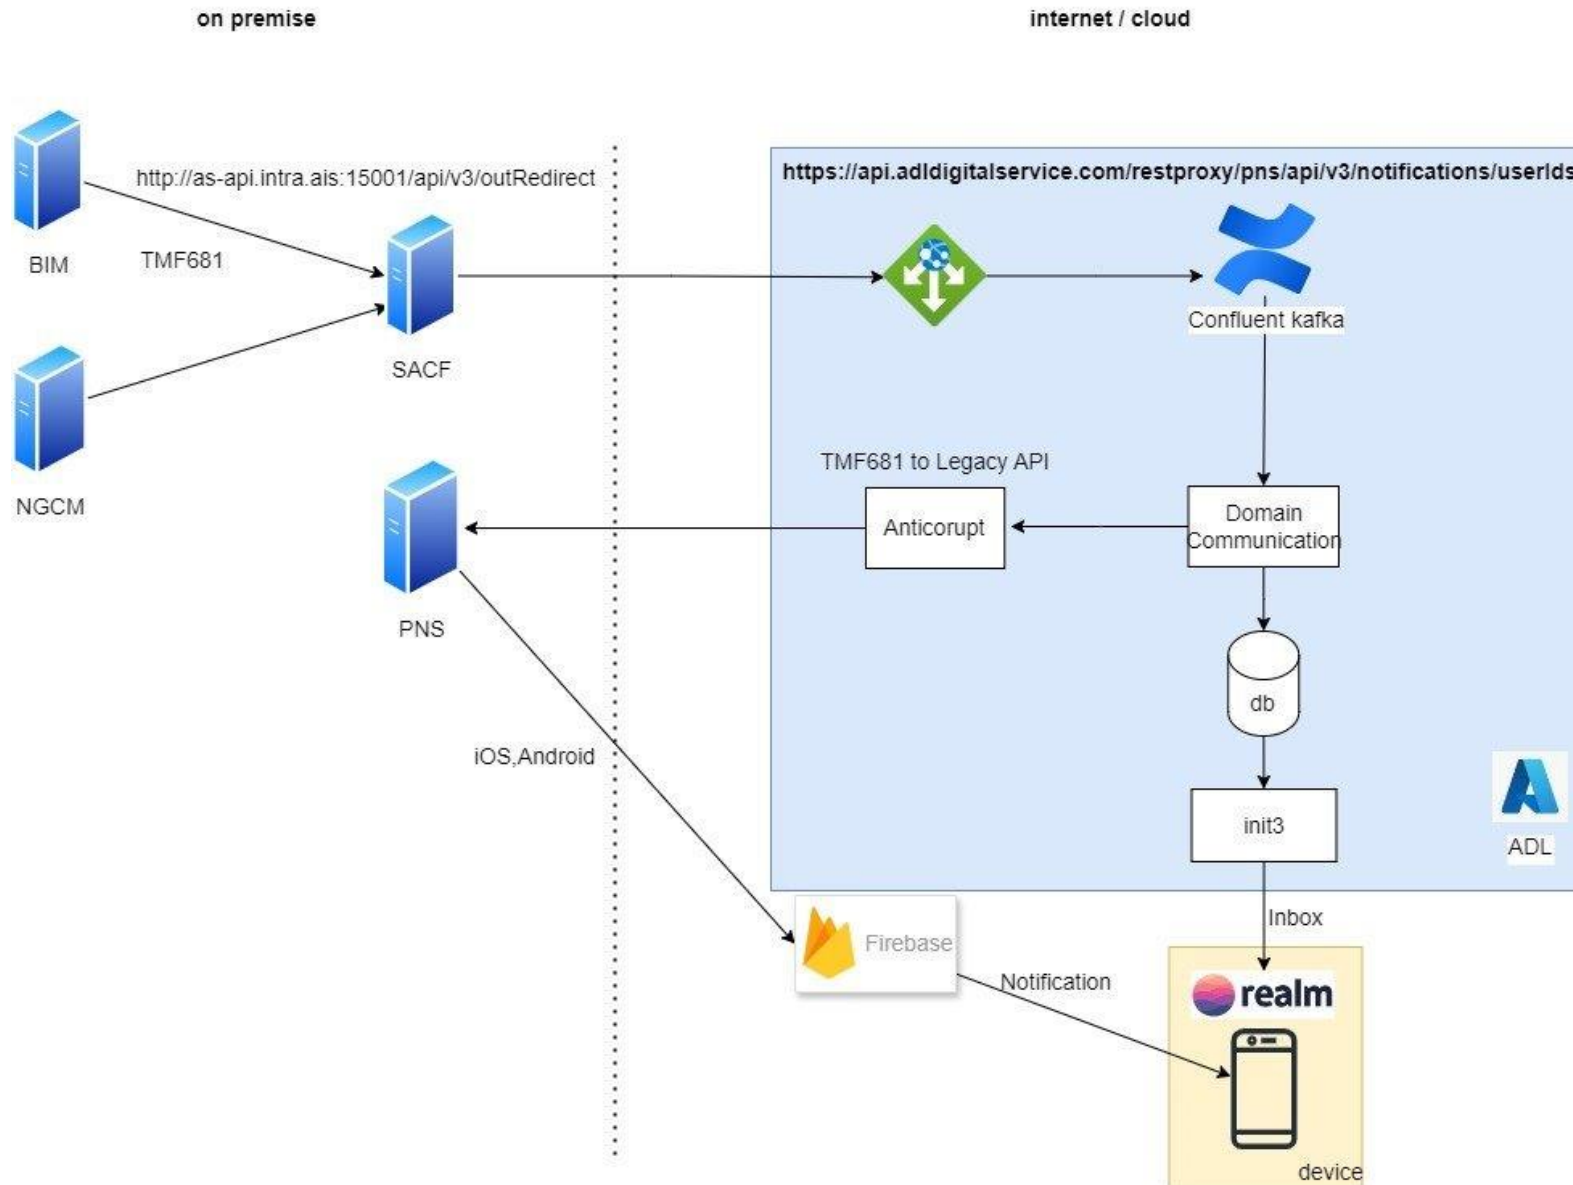 on premise
internet / cloud
http://as-api.intra.ais:15001/api/v3/outRedirect
https://api.adldigitalservice.com/restproxy/pns/api/v3/notifications/userIds
BIM
TMF681
SACF
Confluent kafka
NGCM
TMF681 to Legacy API
Anticorupt
Domain
Communication
PNS
db
iOS,Android
init3
ADL
Inbox
Firebase
Notification
realm
device